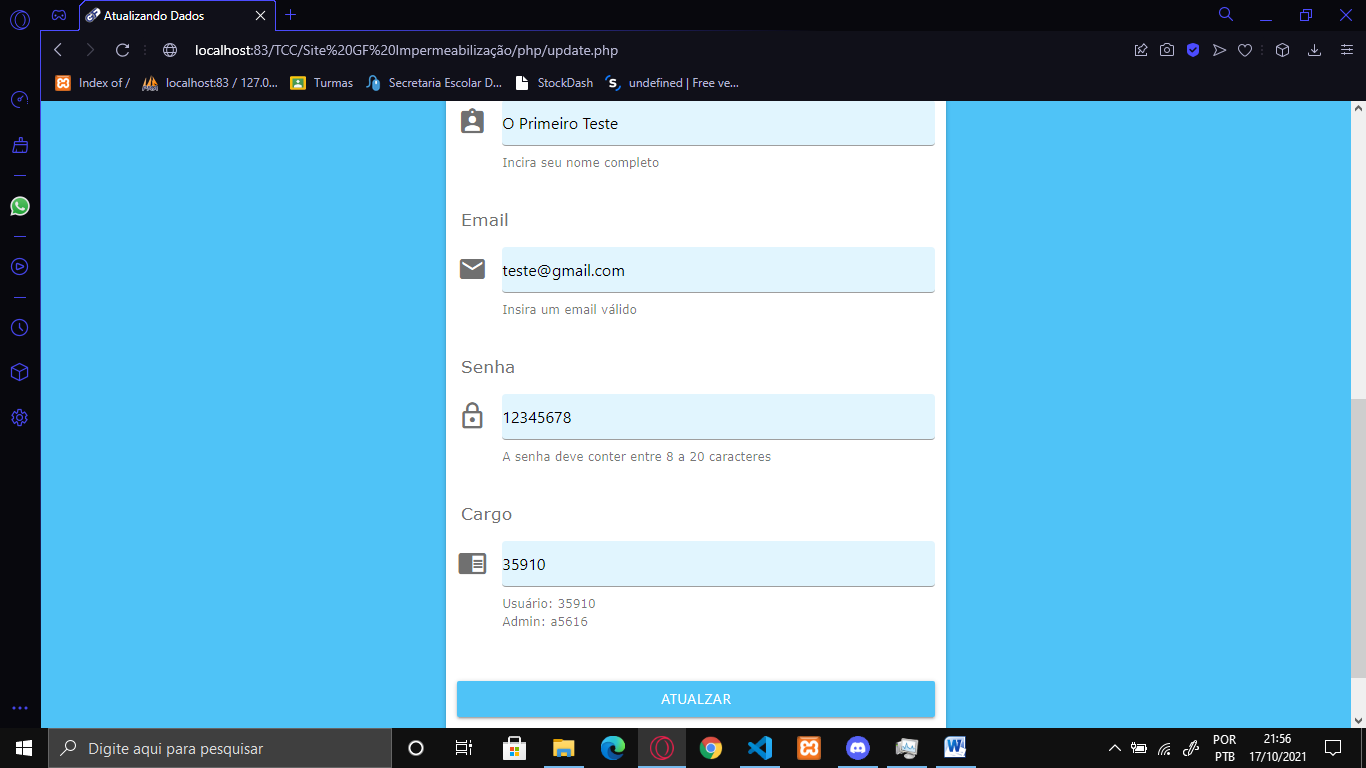 Atualizando Dados
localhost:83/TCC/Site%20GF%20Impermeabilização/php/update.php
Index of /
localhost:83 / 127.0...
Turmas
Secretaria Escolar D...
StockDash
undefined | Free ve...
O Primeiro Teste
Incira seu nome completo
Email
teste@gmail.com
Insira um email válido
Senha
12345678
A senha deve conter entre 8 a 20 caracteres
Cargo
35910
Usuário: 35910
Admin: a5616
ATUALZAR
Digite aqui para pesquisar
POR
PTB
21:56
17/10/2021